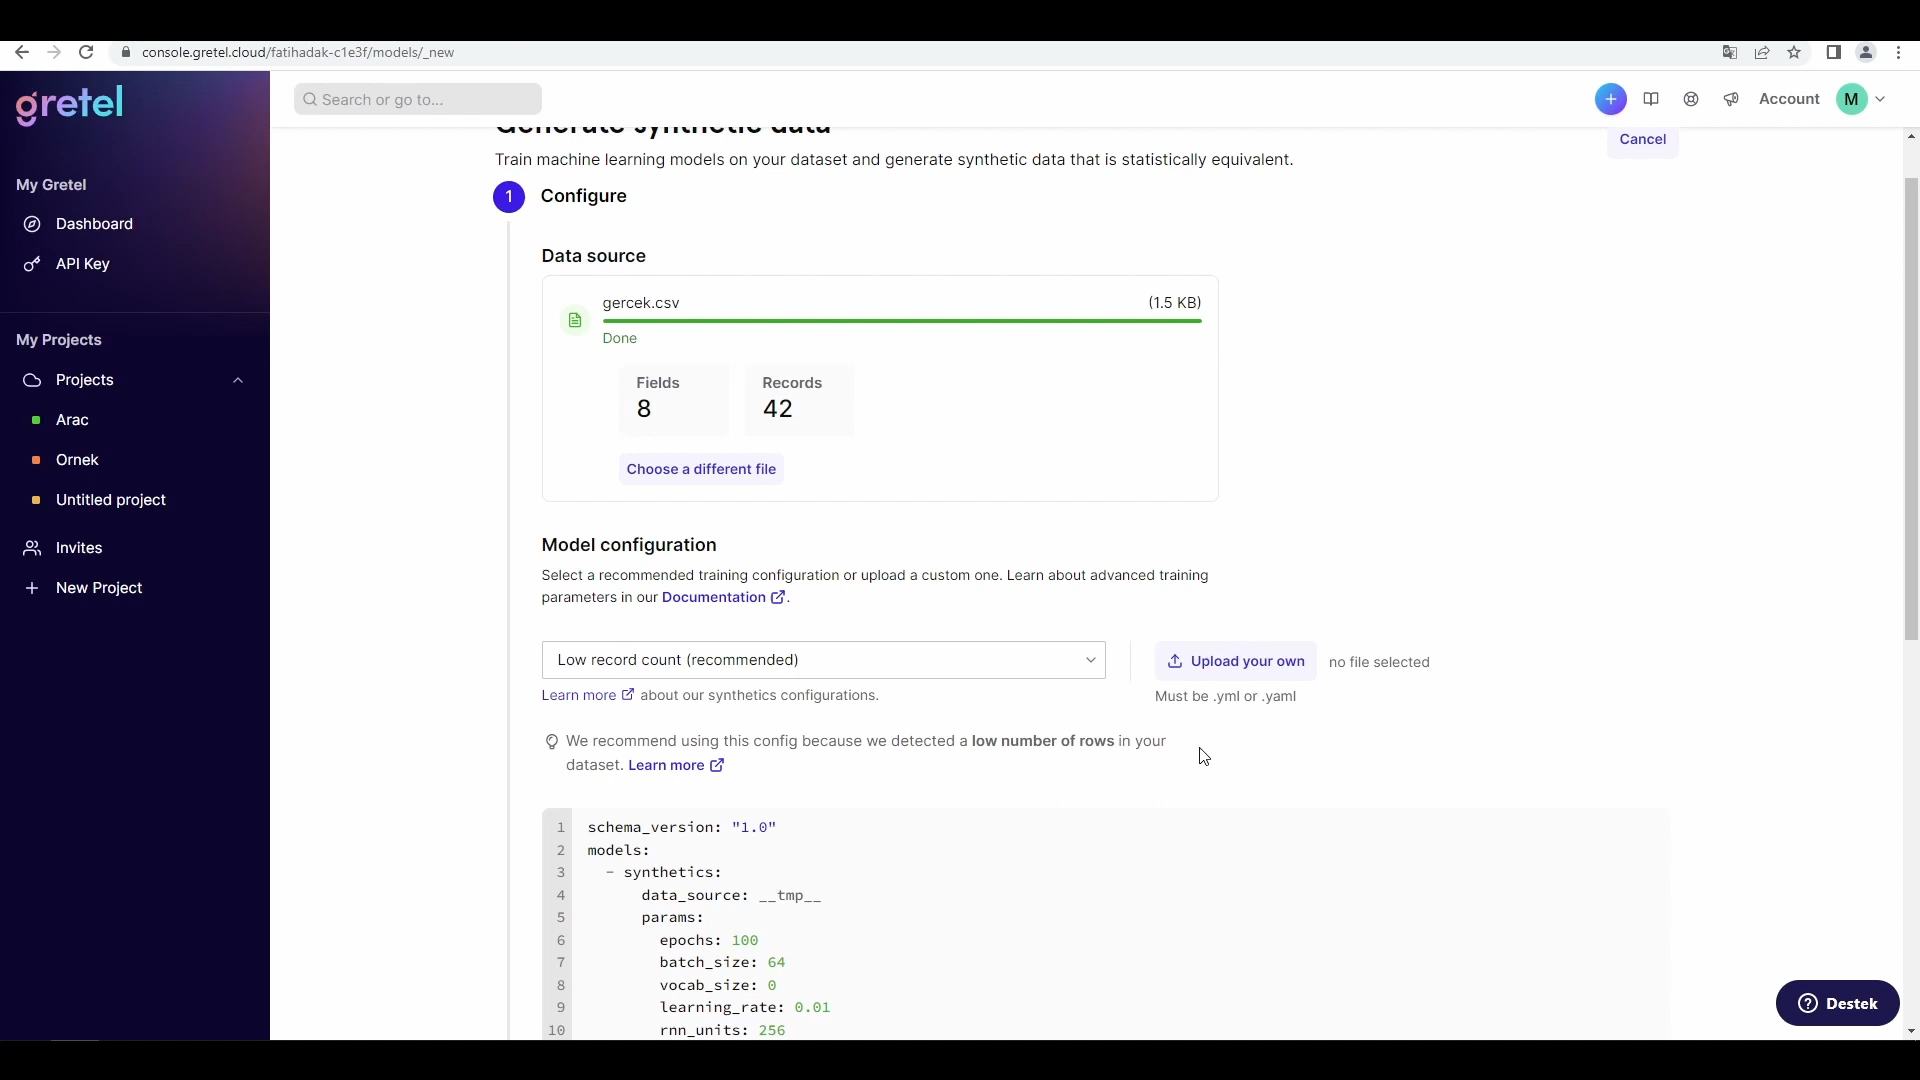 console.gretel.cloud/fatihadak-c1e3f/models/_new
gretel
Search or go to...
Account
M
My Gretel
Dashboard
API Key
My Projects
Projects
Arac
Ornek
Untitled project
Invites
New Project
Generate synthetic data
Cancel
Train machine learning models on your dataset and generate synthetic data that is statistically equivalent.
1 Configure
Data source
gercek.csv (1.5 KB)
Done
Fields Records
8 42
Choose a different file
Model configuration
Select a recommended training configuration or upload a custom one. Learn about advanced training
parameters in our Documentation.
Low record count (recommended)
Upload your own no file selected
Learn more about our synthetics configurations.
Must be .yml or .yaml
We recommend using this config because we detected a low number of rows in your
dataset. Learn more
1 schema_version: "1.0"
2 models:
3 - synthetics:
4 data_source: __tmp__
5 params:
6 epochs: 100
7 batch_size: 64
8 vocab_size: 0
9 learning_rate: 0.01
10 rnn_units: 256
Destek